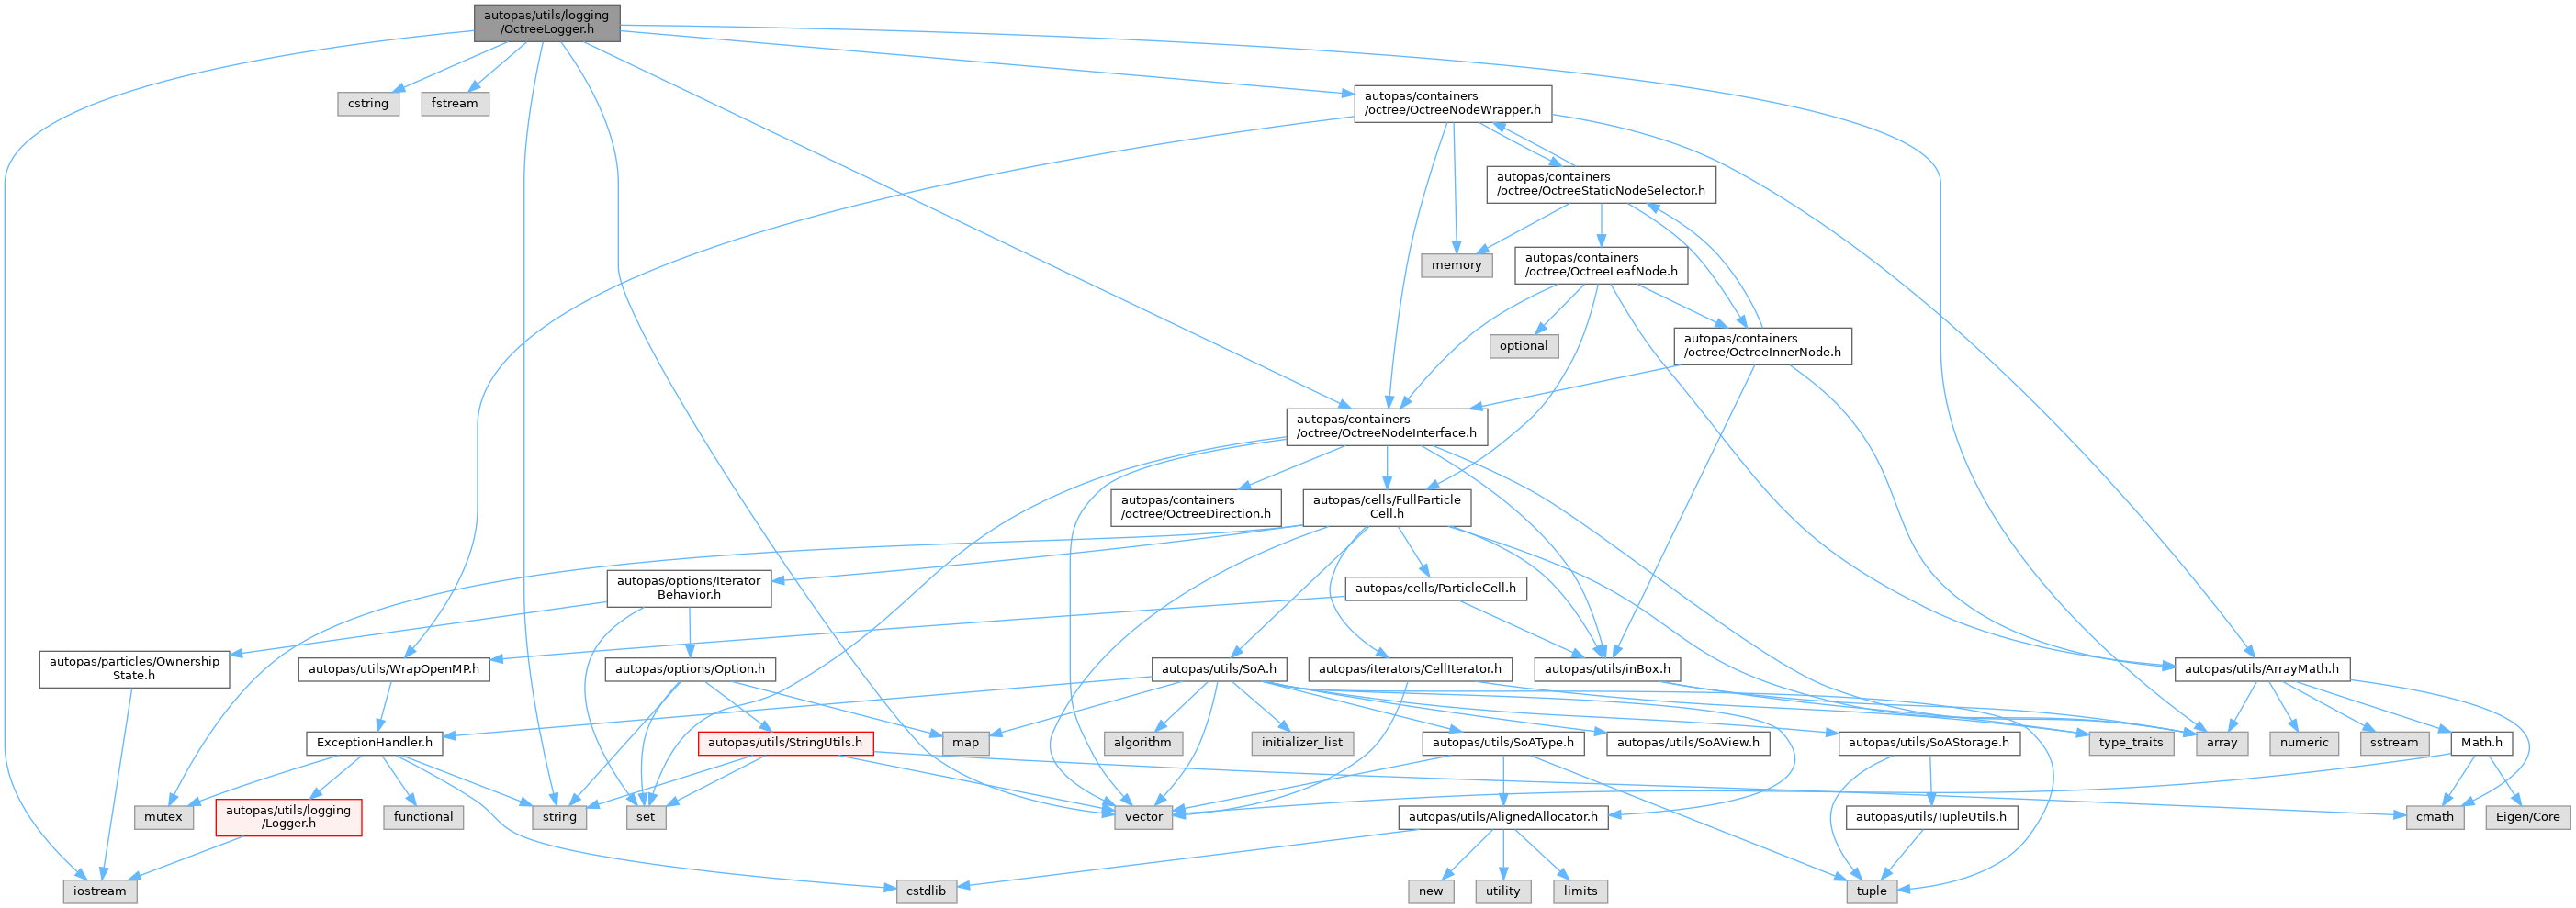 autopas/utils/logging
/OctreeLogger.h
cstring
fstream
autopas/containers
/octree/OctreeNodeWrapper.h
autopas/containers
/octree/OctreeStaticNodeSelector.h
memory
autopas/containers
/octree/OctreeLeafNode.h
optional
autopas/containers
/octree/OctreeInnerNode.h
autopas/containers
/octree/OctreeNodeInterface.h
autopas/containers
/octree/OctreeDirection.h
autopas/cells/FullParticle
Cell.h
autopas/options/Iterator
Behavior.h
autopas/cells/ParticleCell.h
autopas/particles/Ownership
State.h
autopas/utils/WrapOpenMP.h
autopas/options/Option.h
autopas/utils/SoA.h
autopas/iterators/CellIterator.h
autopas/utils/inBox.h
autopas/utils/ArrayMath.h
ExceptionHandler.h
autopas/utils/StringUtils.h
map
algorithm
initializer_list
autopas/utils/SoAType.h
autopas/utils/SoAView.h
autopas/utils/SoAStorage.h
type_traits
array
numeric
sstream
Math.h
mutex
autopas/utils/logging
/Logger.h
functional
string
set
vector
autopas/utils/AlignedAllocator.h
autopas/utils/TupleUtils.h
cmath
Eigen/Core
iostream
cstdlib
new
utility
limits
tuple